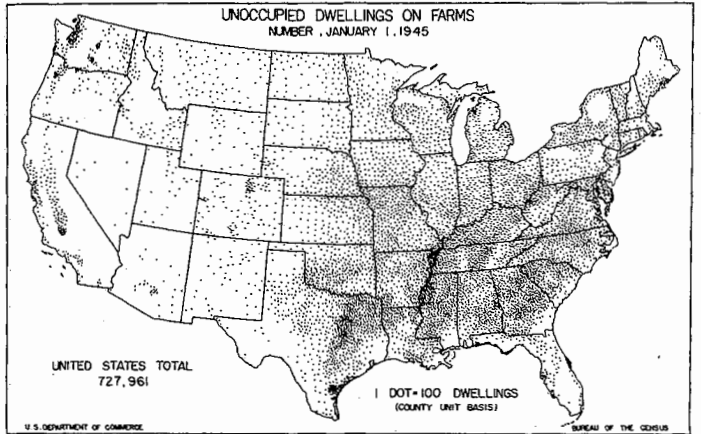 UNOCCUPIED DWELLINGS ON FARMS
NUMBER, JANUARY 1, 1945
UNITED STATES TOTAL
727,961
1 DOT=100 DWELLINGS
(COUNTY UNIT BASIS)
U.S. DEPARTMENT OF COMMERCE
BUREAU OF THE CENSUS